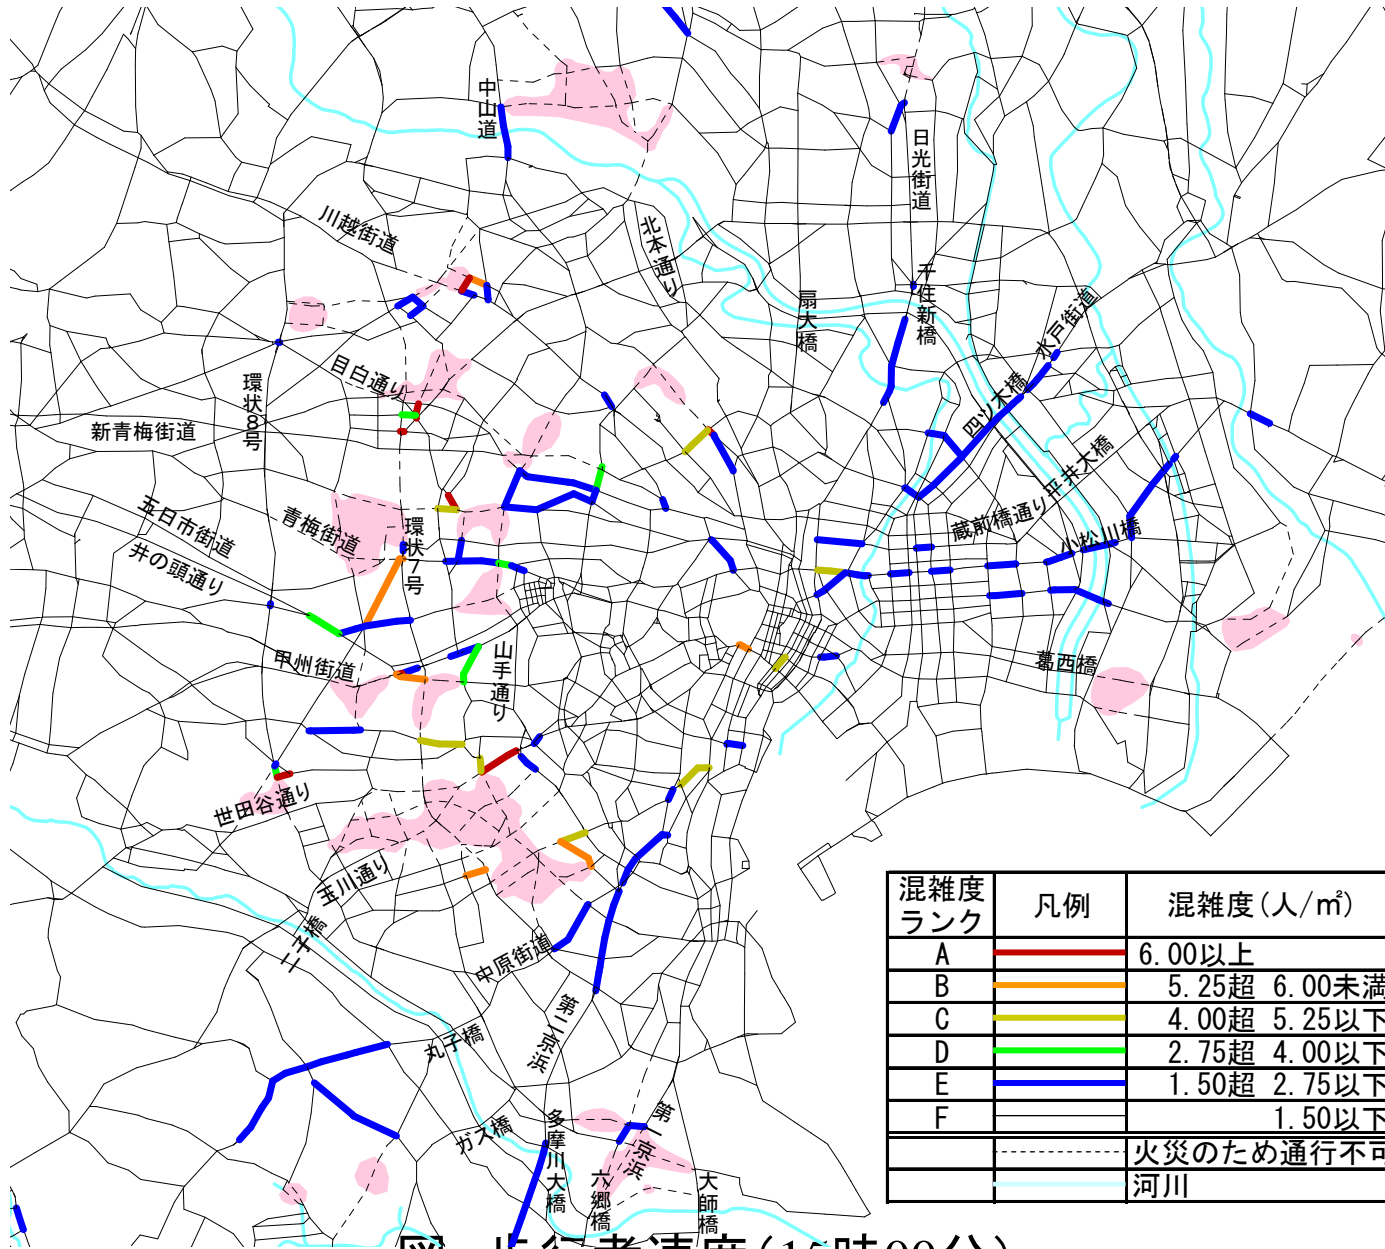 中山道
日光街道
川越街道
北本通り
千住新橋
扇大橋
水戸街道
目白通り
環状8号
四ツ木橋
新青梅街道
平井大橋
五日市街道
青梅街道
環状7号
蔵前橋通り
小松川橋
井の頭通り
甲州街道
山手通り
葛西橋
世田谷通り
玉川通り
二子橋
中原街道
第二京浜
丸子橋
ガス橋
多摩川大橋
第一京浜
六郷橋
大師橋
混雑度ランク 凡例 混雑度(人/㎡)
A 6.00以上
B 5.25超 6.00未満
C 4.00超 5.25以下
D 2.75超 4.00以下
E 1.50超 2.75以下
F 1.50以下
火災のため通行不可
河川